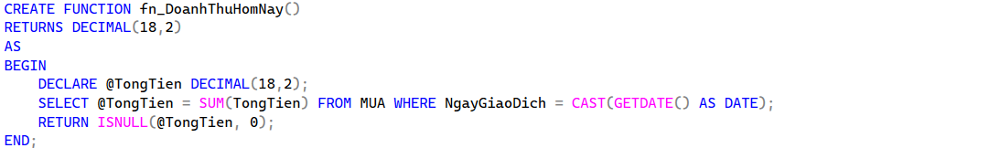 CREATE FUNCTION fn_DoanhThuHomNay()
RETURNS DECIMAL(18,2)
AS
BEGIN
    DECLARE @TongTien DECIMAL(18,2);
    SELECT @TongTien = SUM(TongTien) FROM MUA WHERE NgayGiaoDich = CAST(GETDATE() AS DATE);
    RETURN ISNULL(@TongTien, 0);
END;